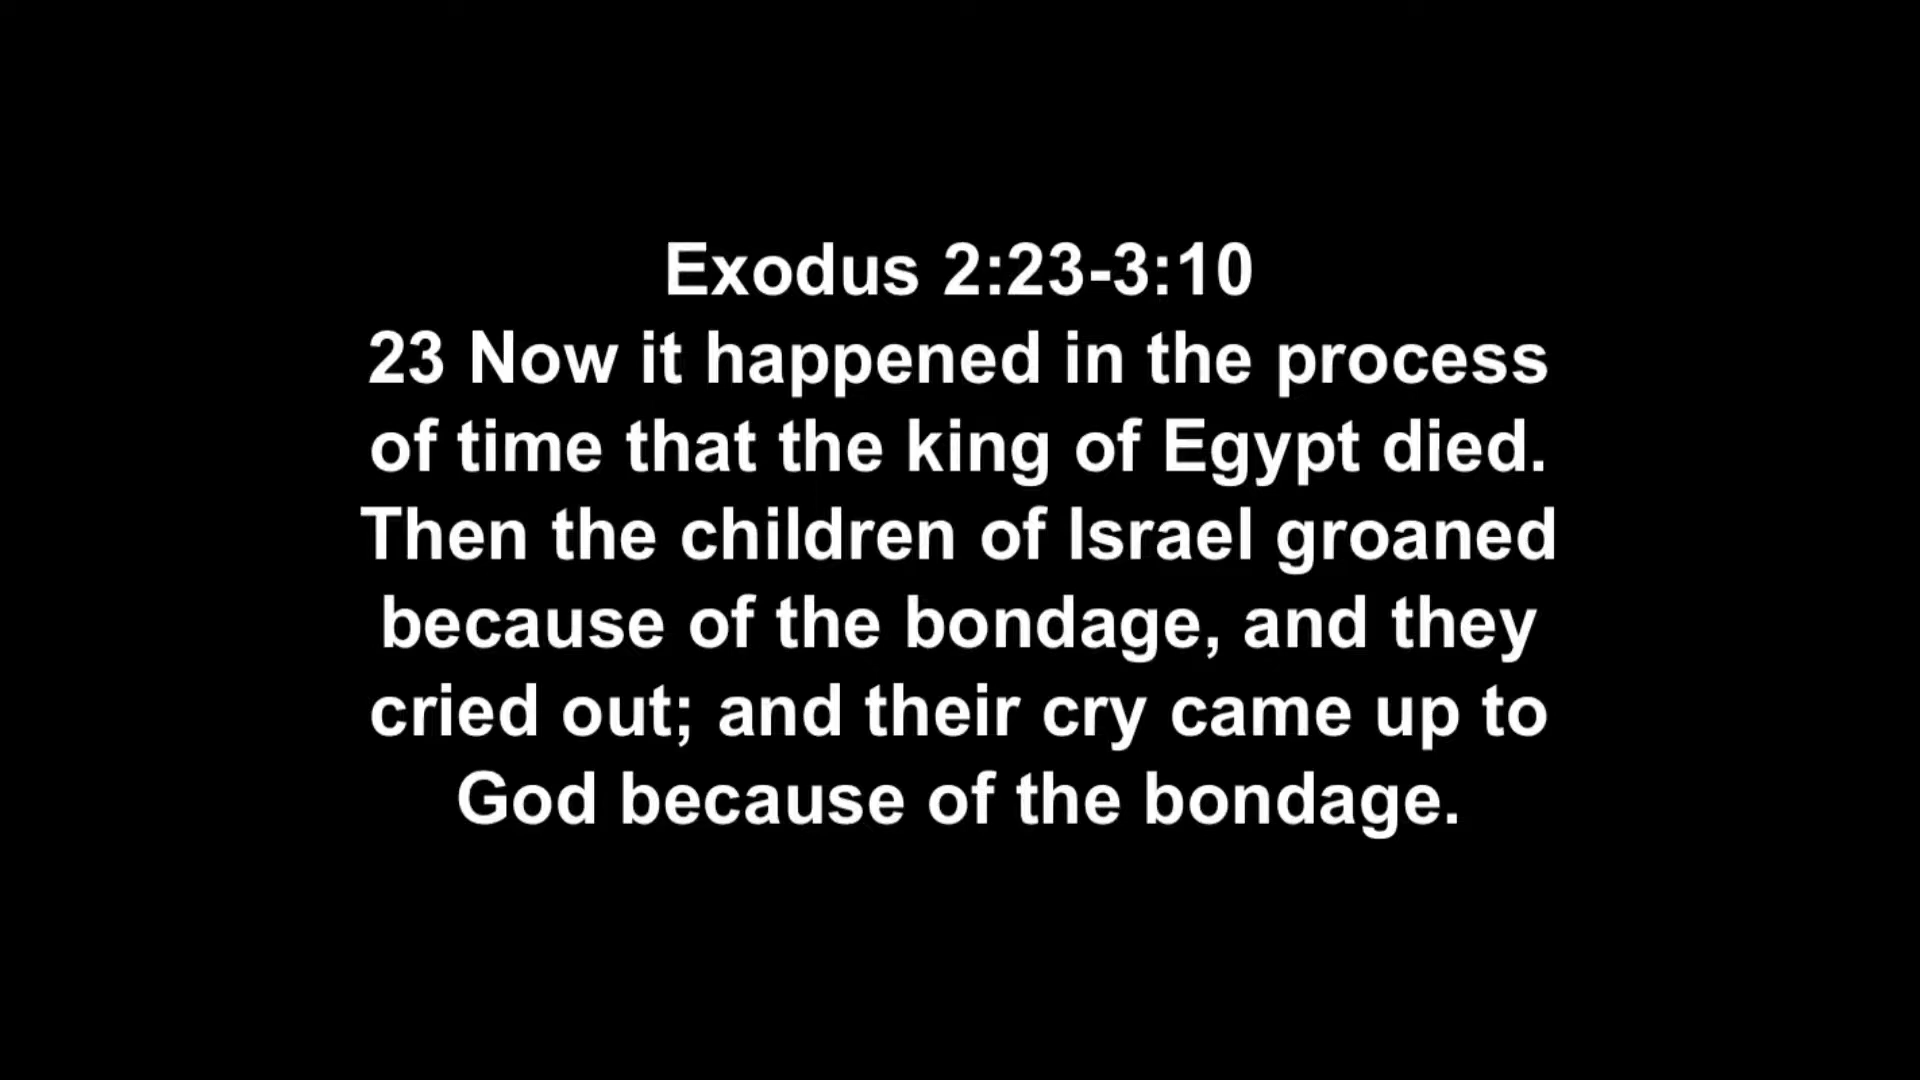 Exodus 2:23-3:10
23 Now it happened in the process
of time that the king of Egypt died.
Then the children of Israel groaned
because of the bondage, and they
cried out; and their cry came up to
God because of the bondage.